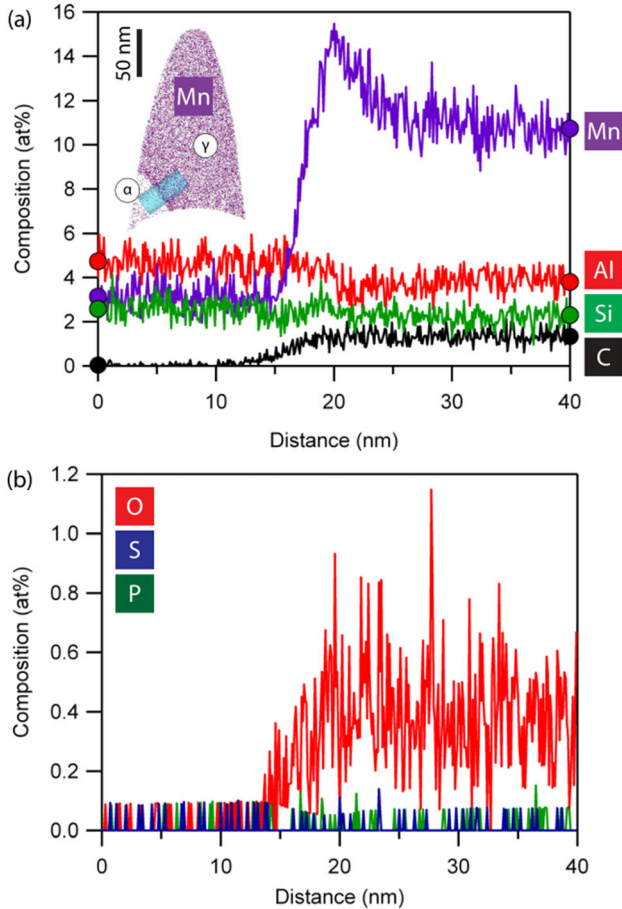 (a)
16
14
12
10
8
6
4
2
0
Composition (at%)
50 nm
Mn
γ
α
Mn
Al
Si
C
0 10 20 30 40
Distance (nm)
(b)
1.2
1.0
0.8
0.6
0.4
0.2
0.0
Composition (at%)
O
S
P
0 10 20 30 40
Distance (nm)